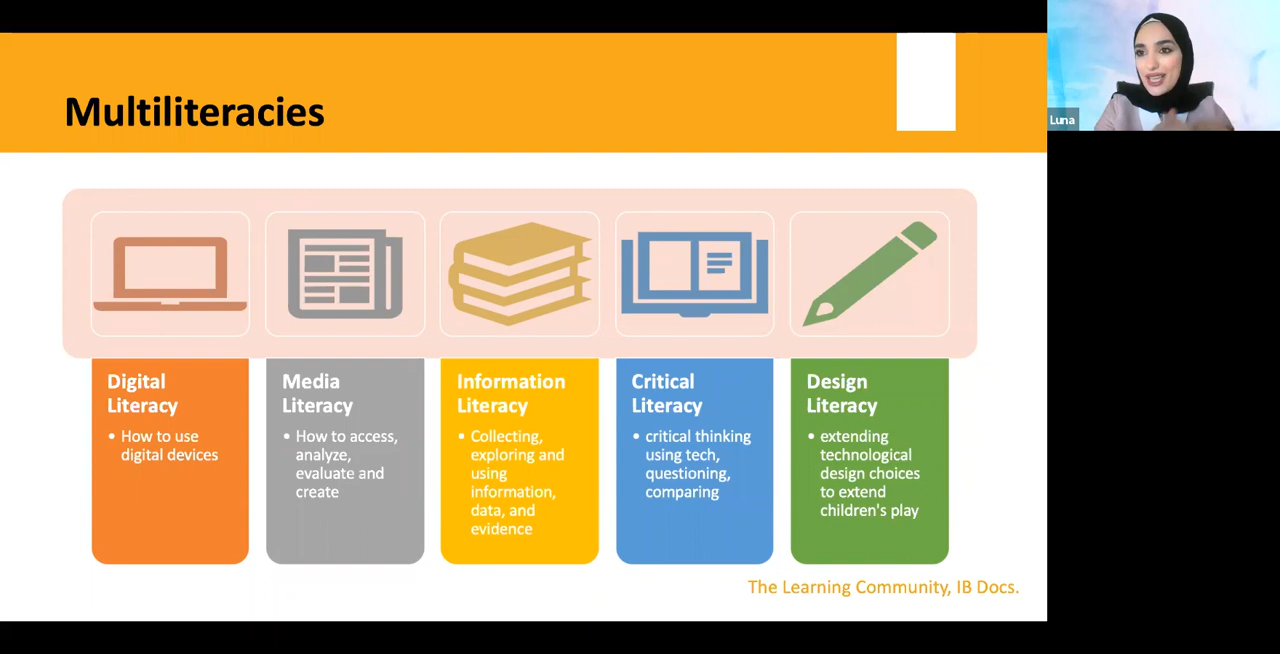 Multiliteracies
Luna
Digital
Literacy
• How to use
digital devices
Media
Literacy
• How to access,
analyze,
evaluate and
create
Information
Literacy
• Collecting,
exploring and
using
information,
data, and
evidence
Critical
Literacy
• critical thinking
using tech,
questioning,
comparing
Design
Literacy
• extending
technological
design choices
to extend
children's play
The Learning Community, IB Docs.